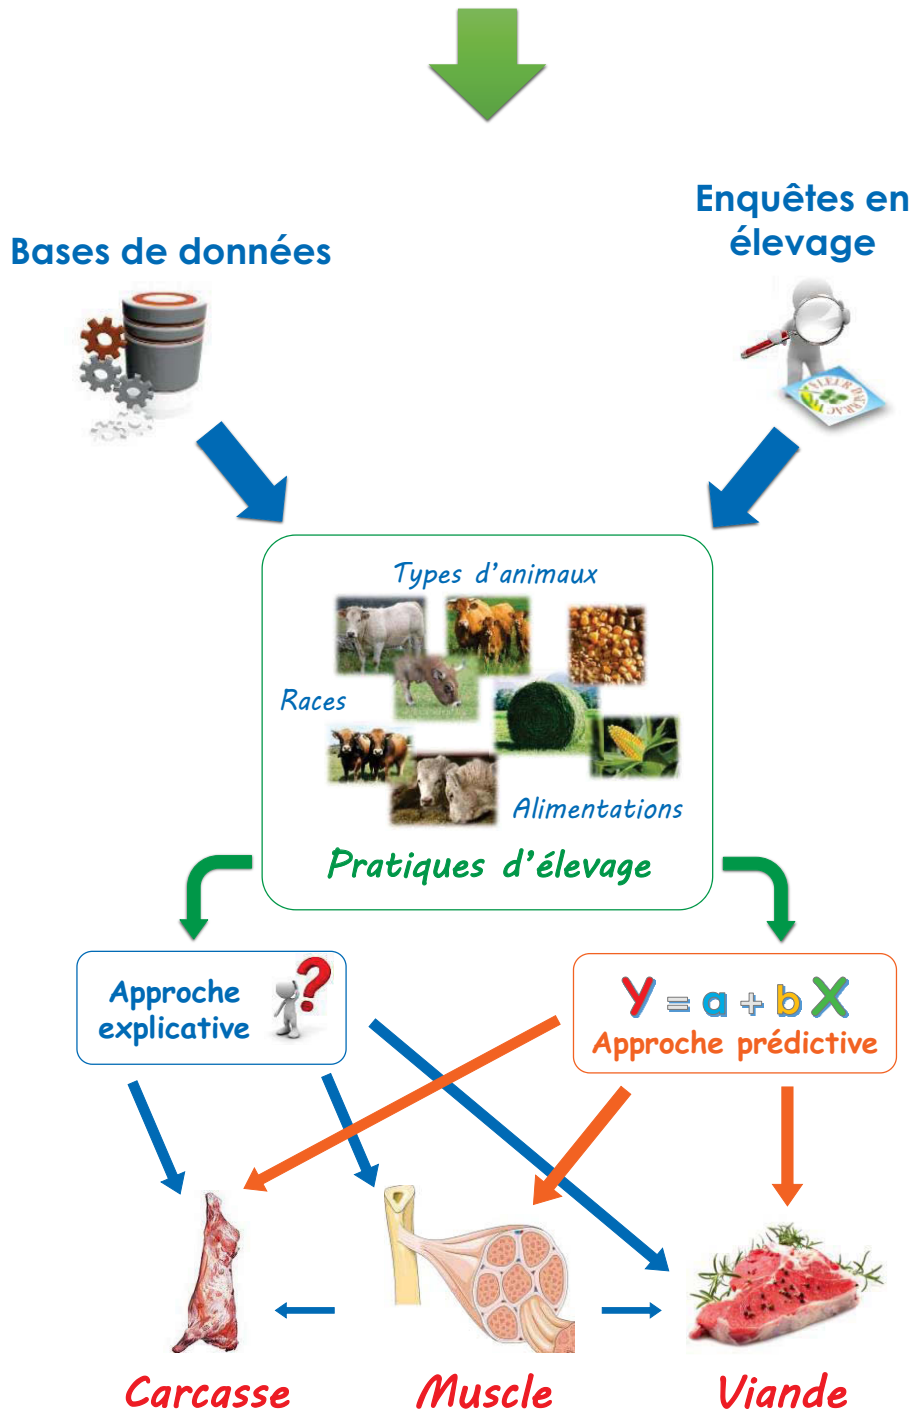 Bases de données
Enquêtes en
élevage
Types d'animaux
Races
Alimentations
Pratiques d'élevage
Approche
explicative
?
Y = a + b X
Approche prédictive
Carcasse
Muscle
Viande